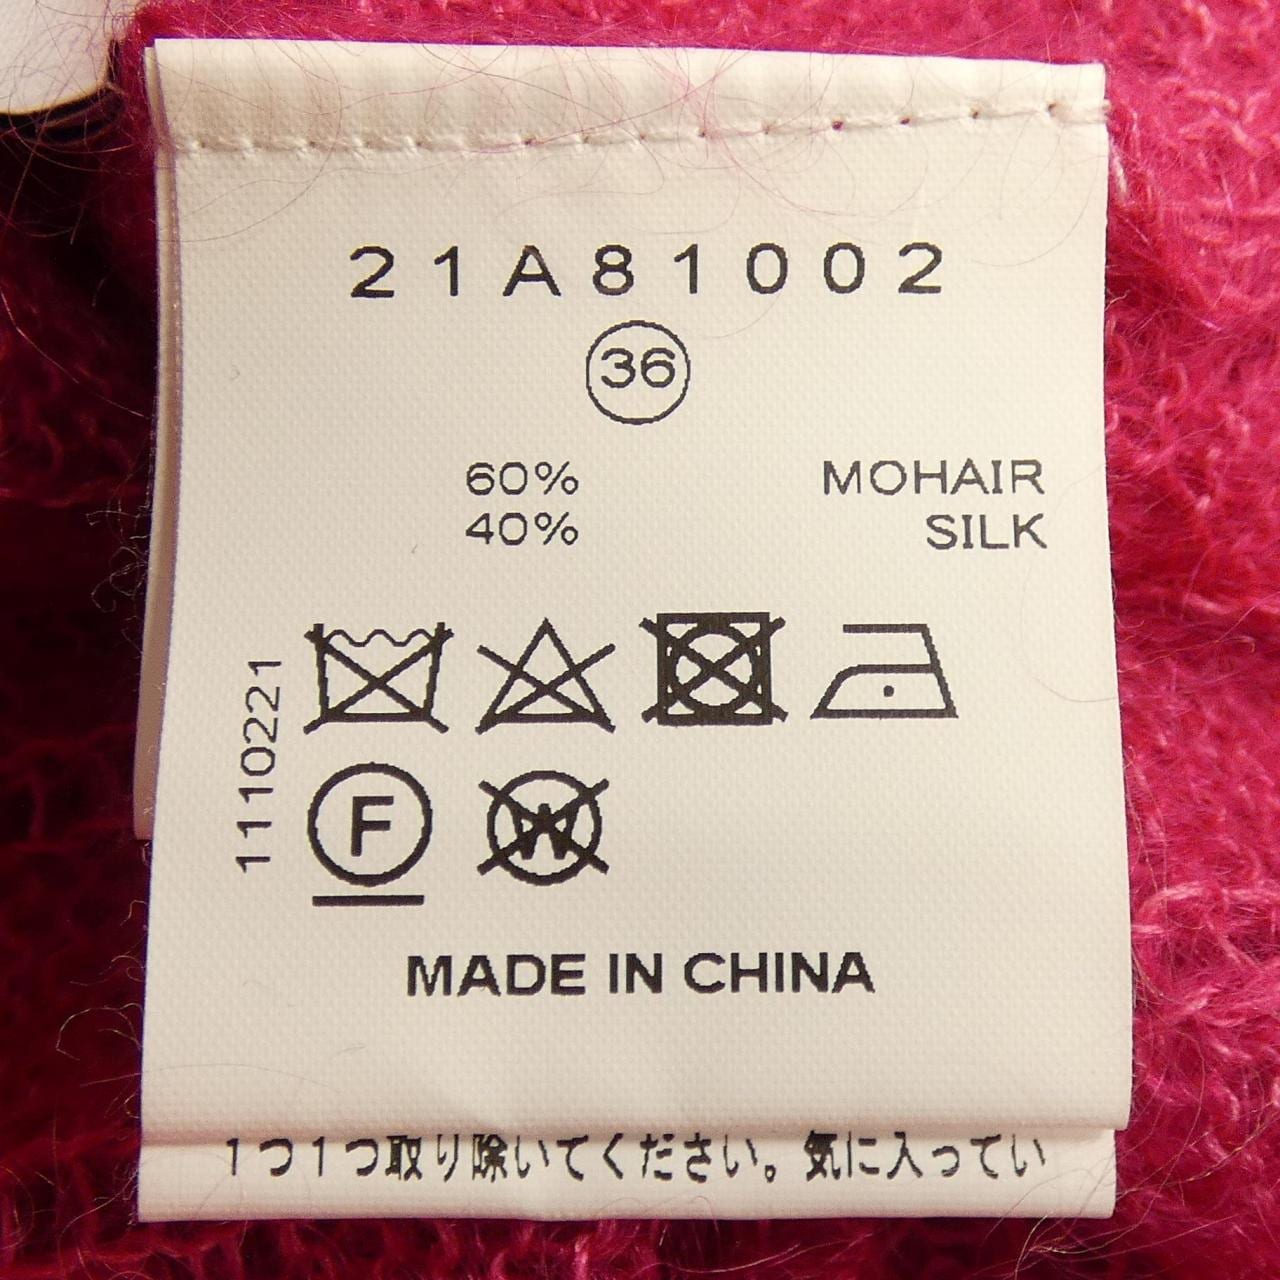 21A81002
36
60% MOHAIR
40% SILK
1110221
F
W
MADE IN CHINA
1つ1つ取り除いてください。気に入ってい